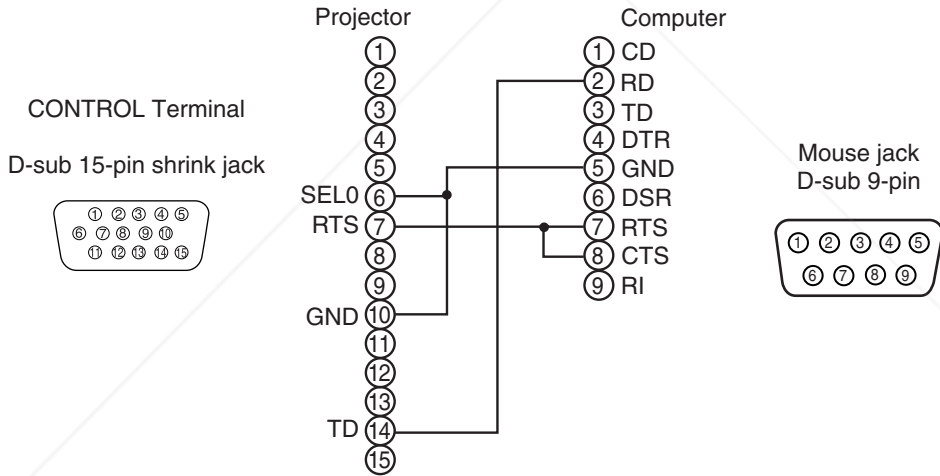 Projector
Computer
CONTROL Terminal
D-sub 15-pin shrink jack
① ② ③ ④ ⑤
⑥ ⑦ ⑧ ⑨ ⑩
⑪ ⑫ ⑬ ⑭ ⑮
①
②
③
④
⑤
SEL0 ⑥
RTS ⑦
⑧
⑨
GND ⑩
⑪
⑫
⑬
TD ⑭
⑮
① CD
② RD
③ TD
④ DTR
⑤ GND
⑥ DSR
⑦ RTS
⑧ CTS
⑨ RI
Mouse jack
D-sub 9-pin
① ② ③ ④ ⑤
⑥ ⑦ ⑧ ⑨